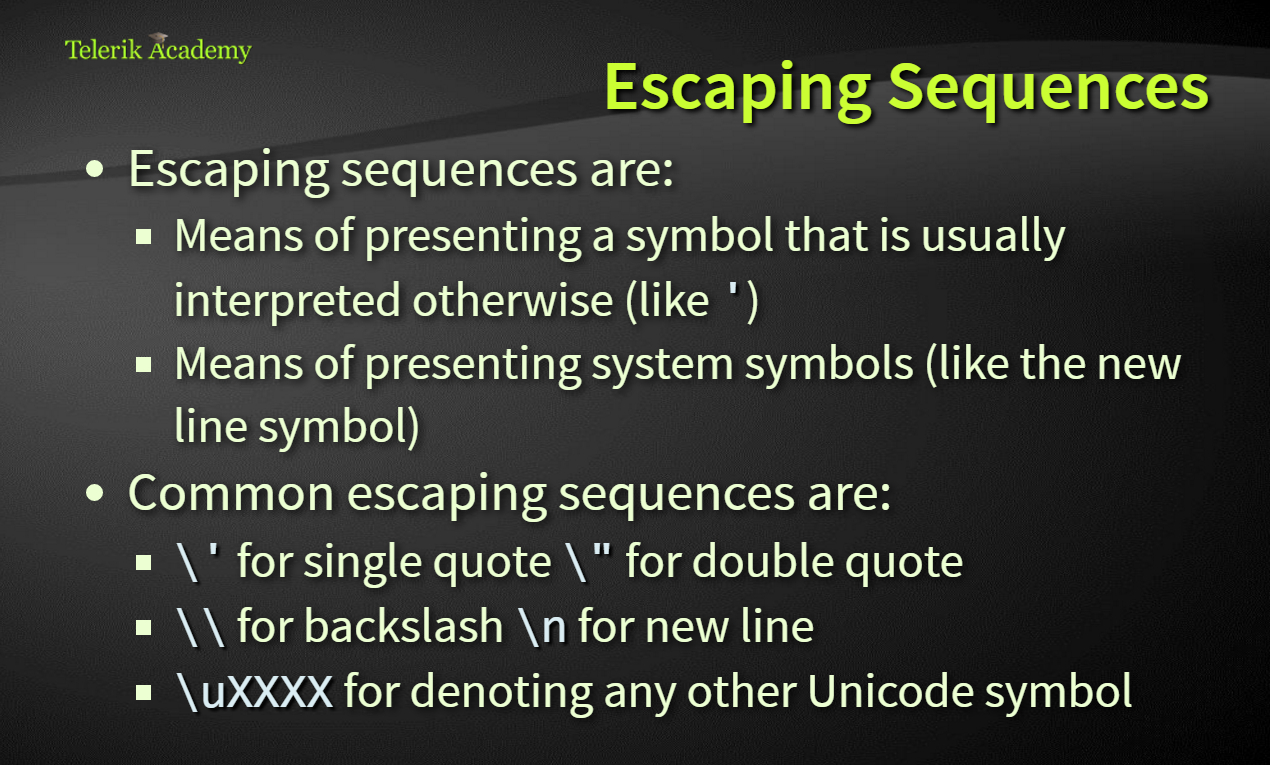 Telerik Academy
Escaping Sequences
• Escaping sequences are:
▪ Means of presenting a symbol that is usually
interpreted otherwise (like ')
▪ Means of presenting system symbols (like the new
line symbol)
• Common escaping sequences are:
▪ \' for single quote \" for double quote
▪ \\ for backslash \n for new line
▪ \uXXXX for denoting any other Unicode symbol